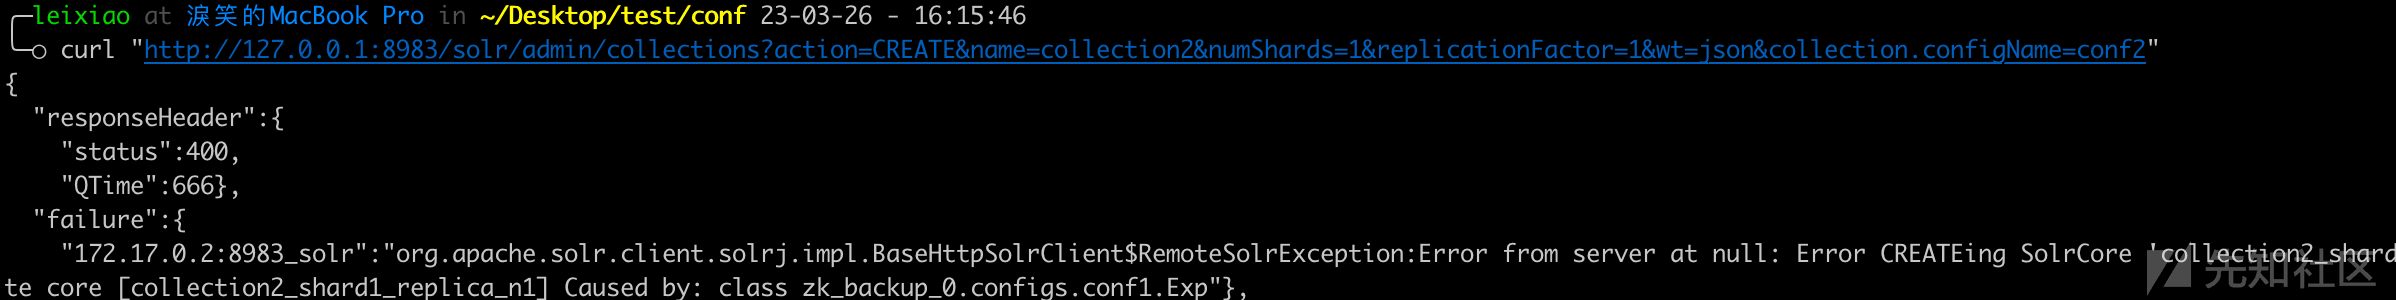 leixiao at 淚笑的MacBook Pro in ~/Desktop/test/conf 23-03-26 - 16:15:46
curl "http://127.0.0.1:8983/solr/admin/collections?action=CREATE&name=collection2&numShards=1&replicationFactor=1&wt=json&collection.configName=conf2"
{
  "responseHeader":{
    "status":400,
    "QTime":666},
  "failure":{
    "172.17.0.2:8983_solr":"org.apache.solr.client.solrj.impl.BaseHttpSolrClient$RemoteSolrException:Error from server at null: Error CREATEing SolrCore 'collection2_shard
te core [collection2_shard1_replica_n1] Caused by: class zk_backup_0.configs.conf1.Exp"},
先知社区